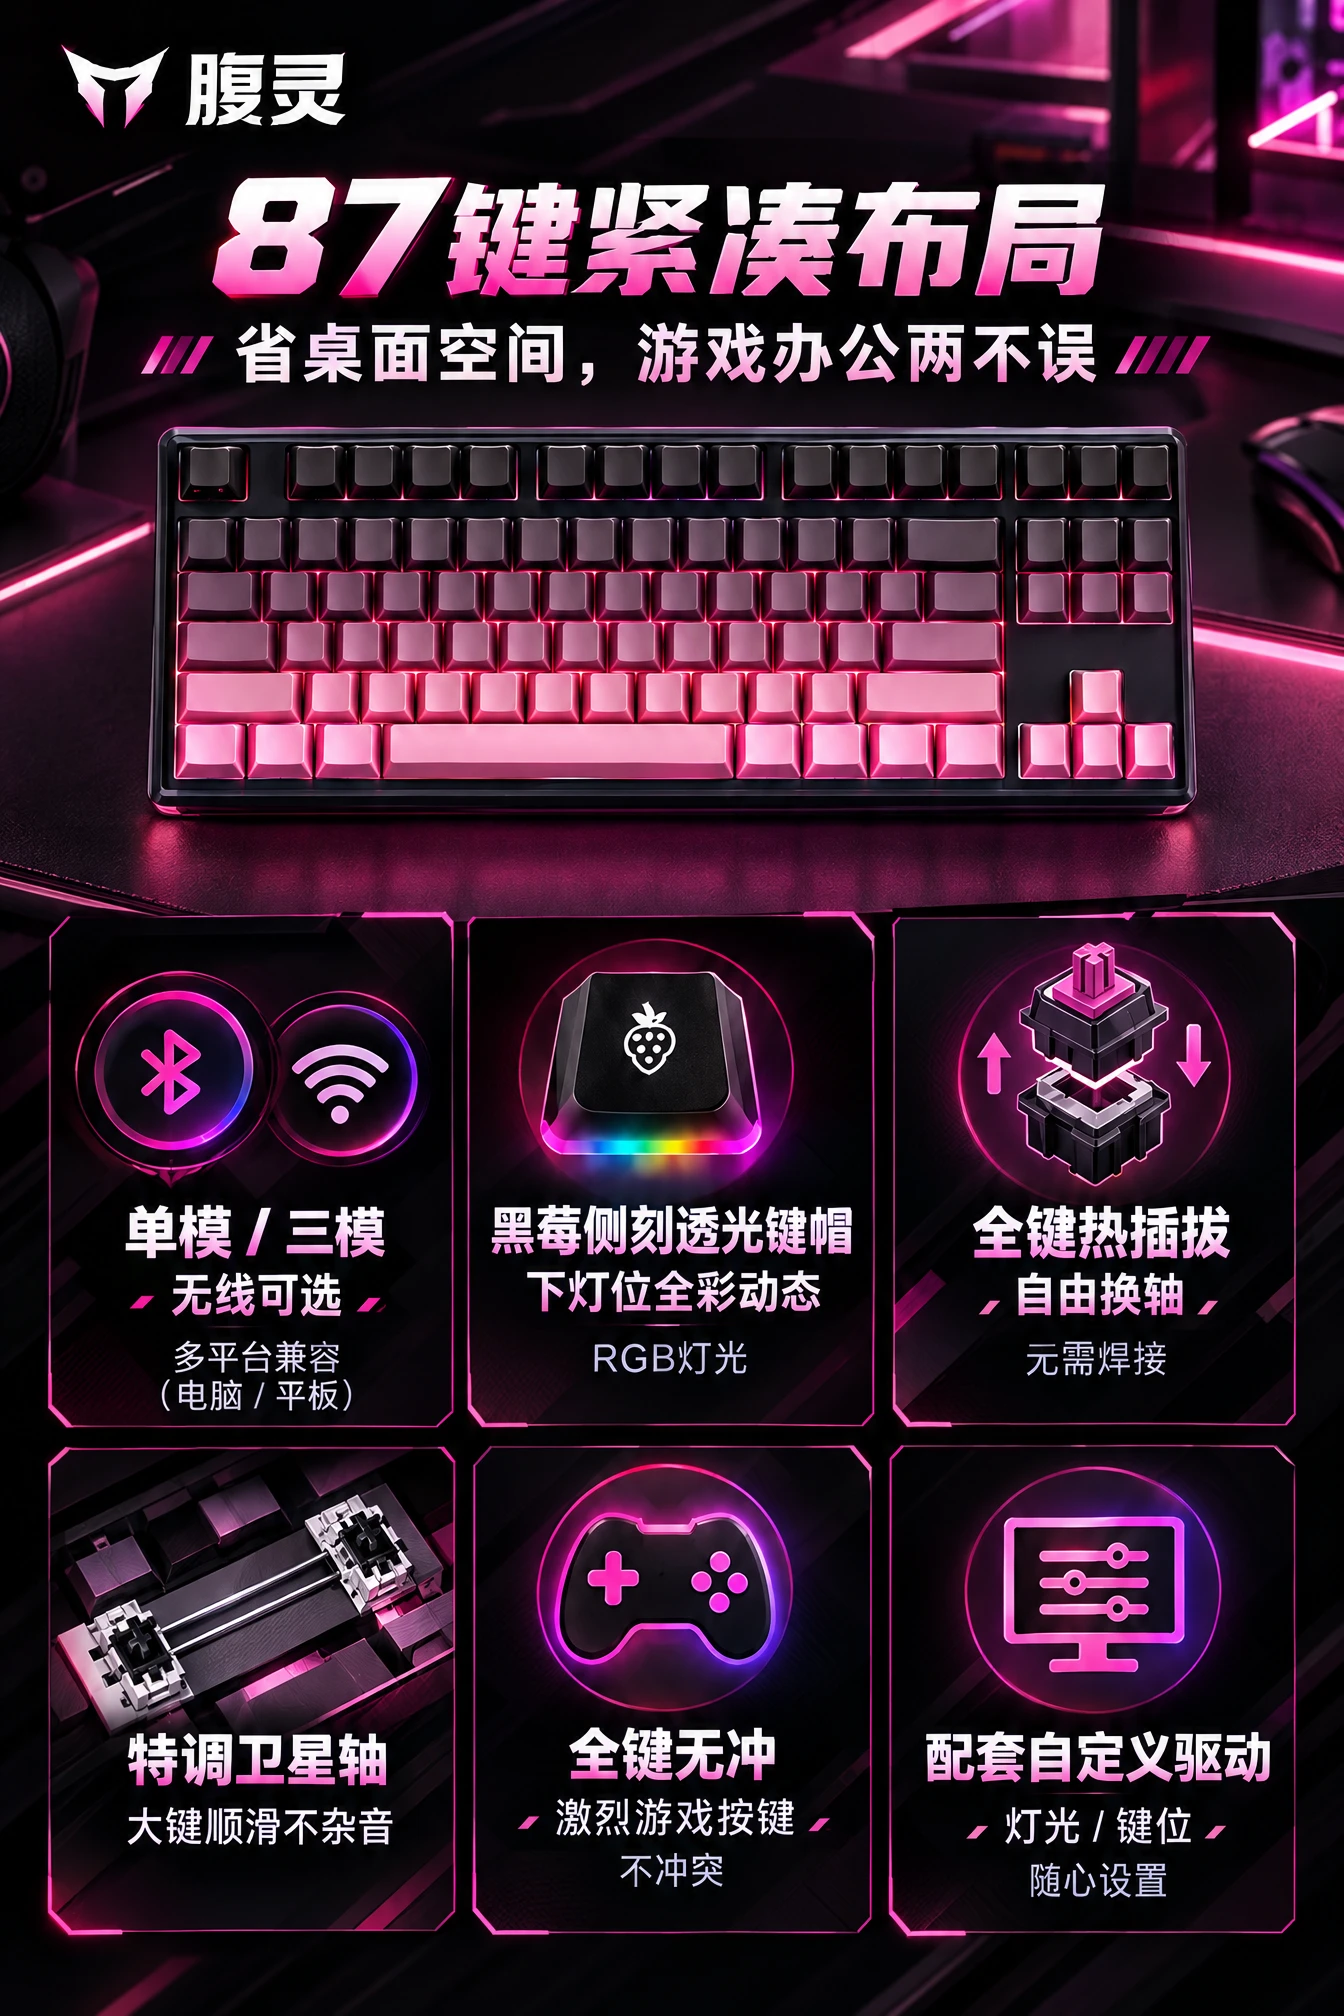 腹灵
87键紧凑布局
省桌面空间，游戏办公两不误
单模 / 三模
无线可选
多平台兼容
（电脑 / 平板）
黑莓侧刻透光键帽
下灯位全彩动态
RGB灯光
全键热插拔
自由换轴
无需焊接
特调卫星轴
大键顺滑不杂音
全键无冲
激烈游戏按键
不冲突
配套自定义驱动
灯光 / 键位
随心设置